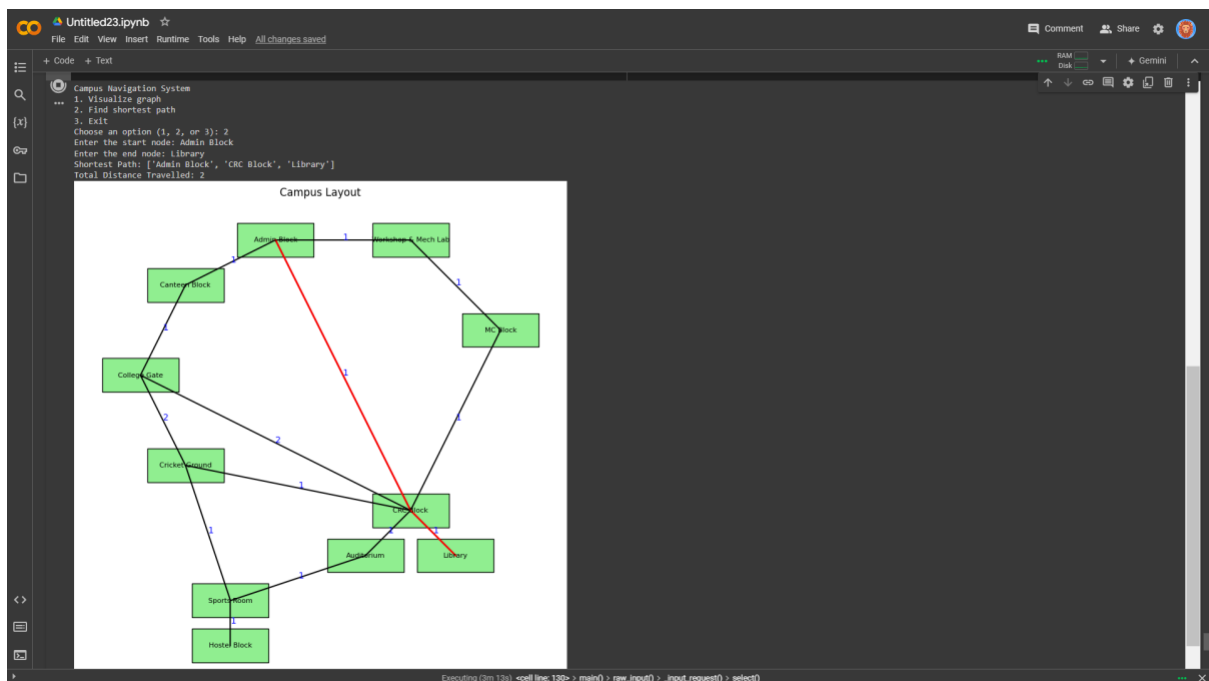 Untitled23.ipynb
Comment Share
File Edit View Insert Runtime Tools Help All changes saved
+ Code + Text
RAM
Disk
Gemini
Campus Navigation System
1. Visualize graph
2. Find shortest path
3. Exit
Choose an option (1, 2, or 3): 2
Enter the start node: Admin Block
Enter the end node: Library
Shortest Path: ['Admin Block', 'CRC Block', 'Library']
Total Distance Travelled: 2
Campus Layout
Admin Block 1 Workshop & Mech Lab
1
Canteen Block 1
1 MC Block
College Gate 1
2 1
2
Cricket Ground
1
CRC Block
1 1 1
Auditorium Library
1
Sports Room
1
Hostel Block
Executing (3m 13s) <cell line: 130> > main() > raw_input() > _input_request() > select()